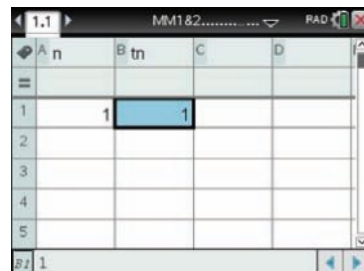 1.1 MM1&2............ RAD
A n B tn C D
=
1 1 1
2
3
4
5
B1 1